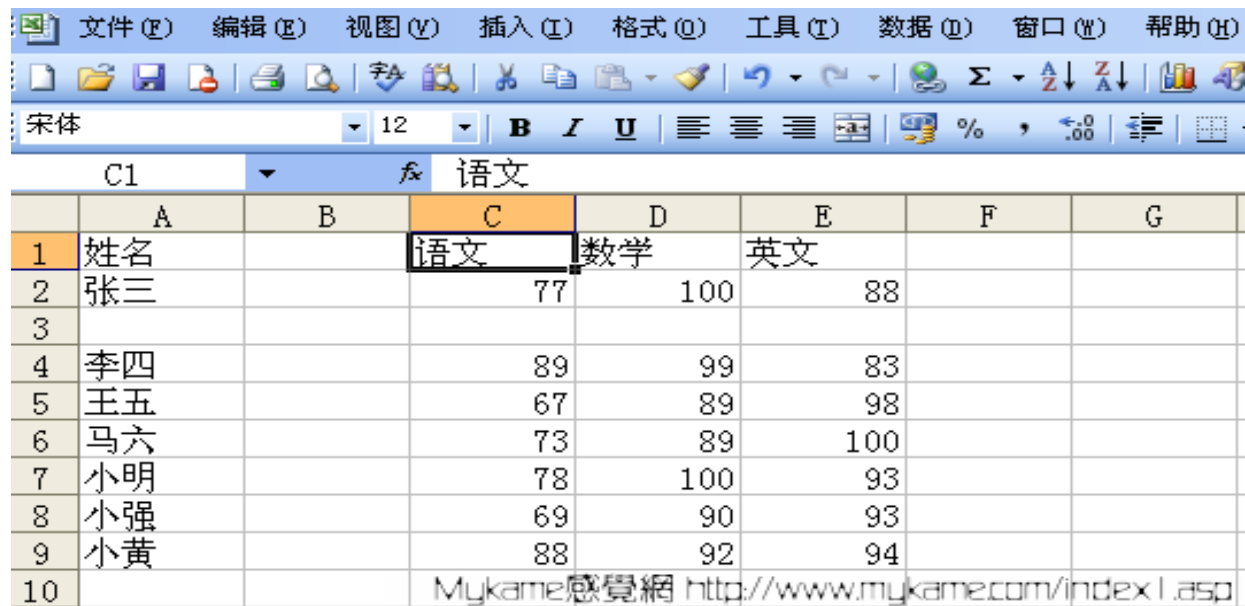 文件(F) 编辑(E) 视图(V) 插入(I) 格式(O) 工具(T) 数据(D) 窗口(W) 帮助(H)
宋体 12 B I U % ,
C1 fx 语文
A B C D E F G
1 姓名 语文 数学 英文
2 张三 77 100 88
3
4 李四 89 99 83
5 王五 67 89 98
6 马六 73 89 100
7 小明 78 100 93
8 小强 69 90 93
9 小黄 88 92 94
10 Mykame感覺網 http://www.mykame.com/index1.asp